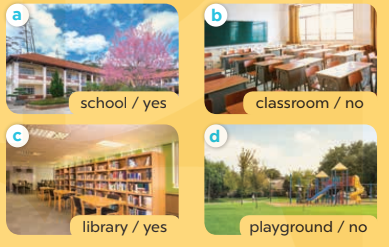 a
school / yes
b
classroom / no
c
library / yes
d
playground / no